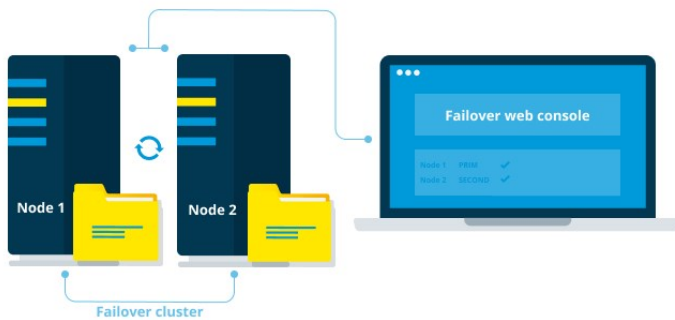 Failover web console
Node 1 PRIM
Node 2 SECOND
Node 1
Node 2
Failover cluster